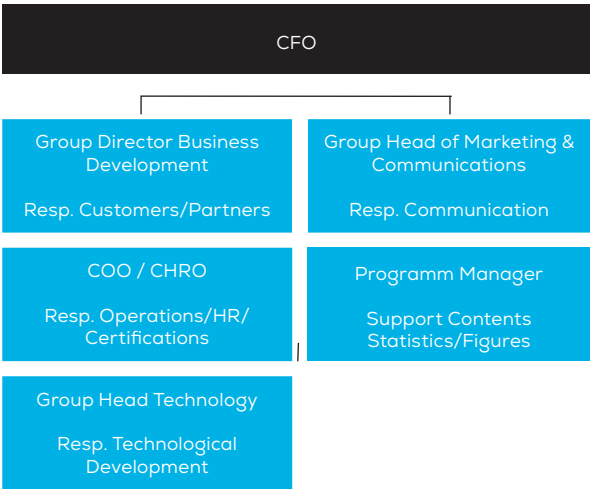 CFO
Group Director Business
Development
Resp. Customers/Partners
Group Head of Marketing &
Communications
Resp. Communication
COO / CHRO
Resp. Operations/HR/
Certifications
Programm Manager
Support Contents
Statistics/Figures
Group Head Technology
Resp. Technological
Development